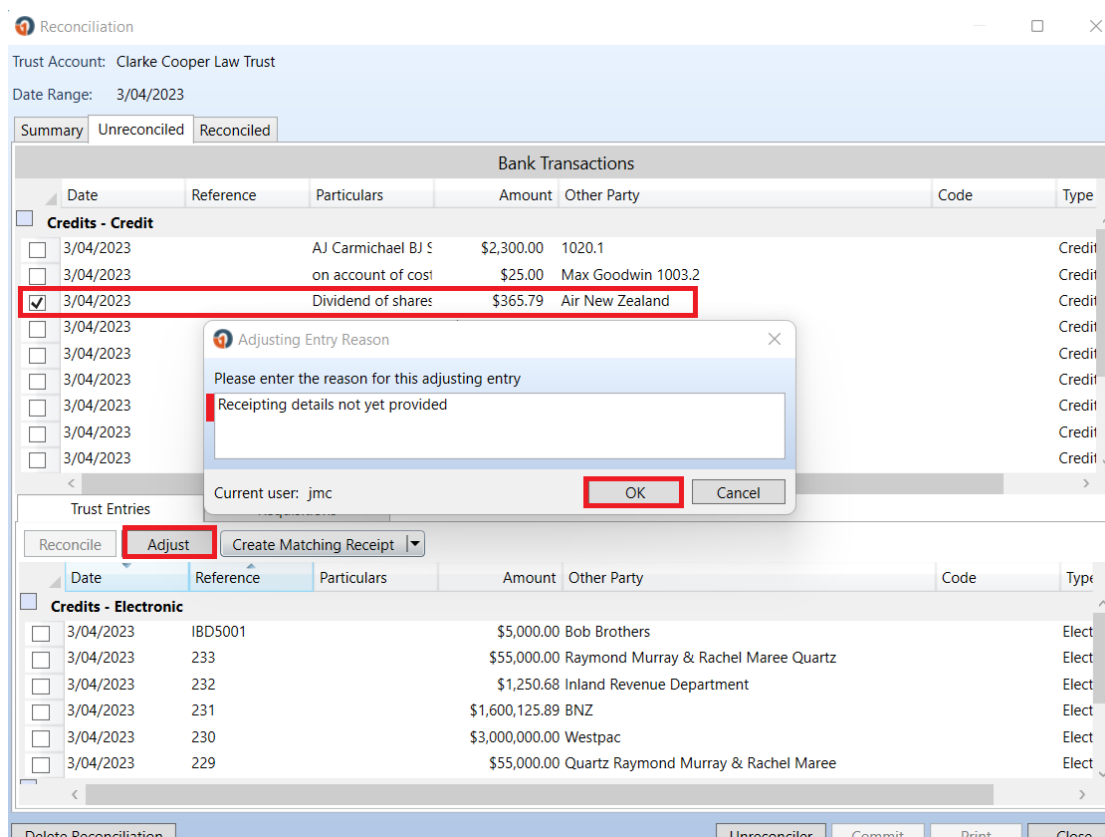 Reconciliation
Trust Account: Clarke Cooper Law Trust
Date Range: 3/04/2023
Summary Unreconciled Reconciled
Bank Transactions
Date Reference Particulars Amount Other Party Code Type
Credits - Credit
3/04/2023 AJ Carmichael BJ S $2,300.00 1020.1 Credit
3/04/2023 on account of cost $25.00 Max Goodwin 1003.2 Credit
3/04/2023 Dividend of shares $365.79 Air New Zealand Credit
3/04/2023 Credit
3/04/2023 Credit
3/04/2023 Credit
3/04/2023 Credit
3/04/2023 Credit
3/04/2023 Credit
Adjusting Entry Reason
Please enter the reason for this adjusting entry
Receipting details not yet provided
Current user: jmc OK Cancel
Trust Entries Requisitions
Reconcile Adjust Create Matching Receipt
Date Reference Particulars Amount Other Party Code Type
Credits - Electronic
3/04/2023 IBD5001 $5,000.00 Bob Brothers Elect
3/04/2023 233 $55,000.00 Raymond Murray & Rachel Maree Quartz Elect
3/04/2023 232 $1,250.68 Inland Revenue Department Elect
3/04/2023 231 $1,600,125.89 BNZ Elect
3/04/2023 230 $3,000,000.00 Westpac Elect
3/04/2023 229 $55,000.00 Quartz Raymond Murray & Rachel Maree Elect
Delete Reconciliation Unreconciler Commit Print Close